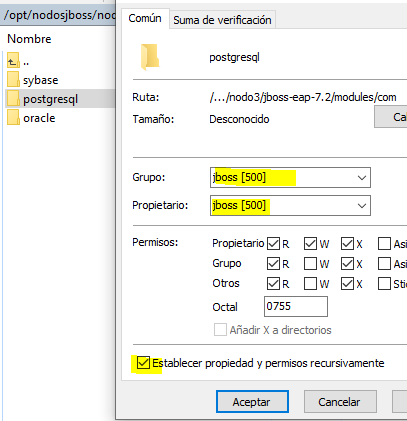 /opt/nodosjboss/nod
Nombre
..
sybase
postgresql
oracle
Común
Suma de verificación
postgresql
Ruta: /.../nodo3/jboss-eap-7.2/modules/com
Tamaño: Desconocido
Cal
Grupo: jboss [500]
Propietario: jboss [500]
Permisos: Propietario R W X Asi
Grupo R W X Asi
Otros R W X Stic
Octal 0755
Añadir X a directorios
Establecer propiedad y permisos recursivamente
Aceptar
Cancelar